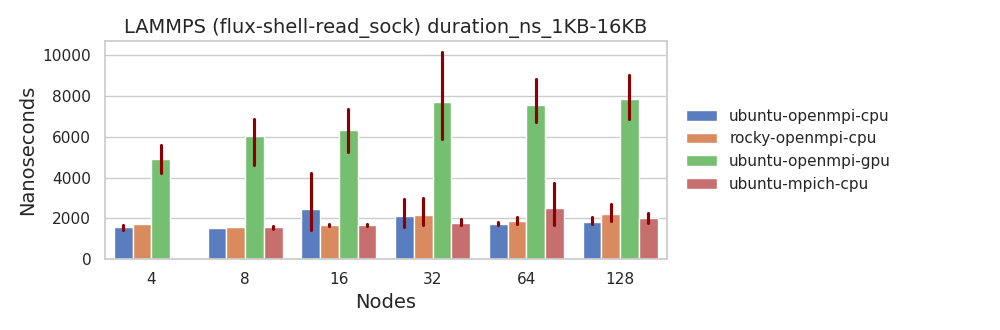 LAMMPS (flux-shell-read_sock) duration_ns_1KB-16KB
Nanoseconds
10000
8000
6000
4000
2000
0
4 8 16 32 64 128
Nodes
ubuntu-openmpi-cpu
rocky-openmpi-cpu
ubuntu-openmpi-gpu
ubuntu-mpich-cpu